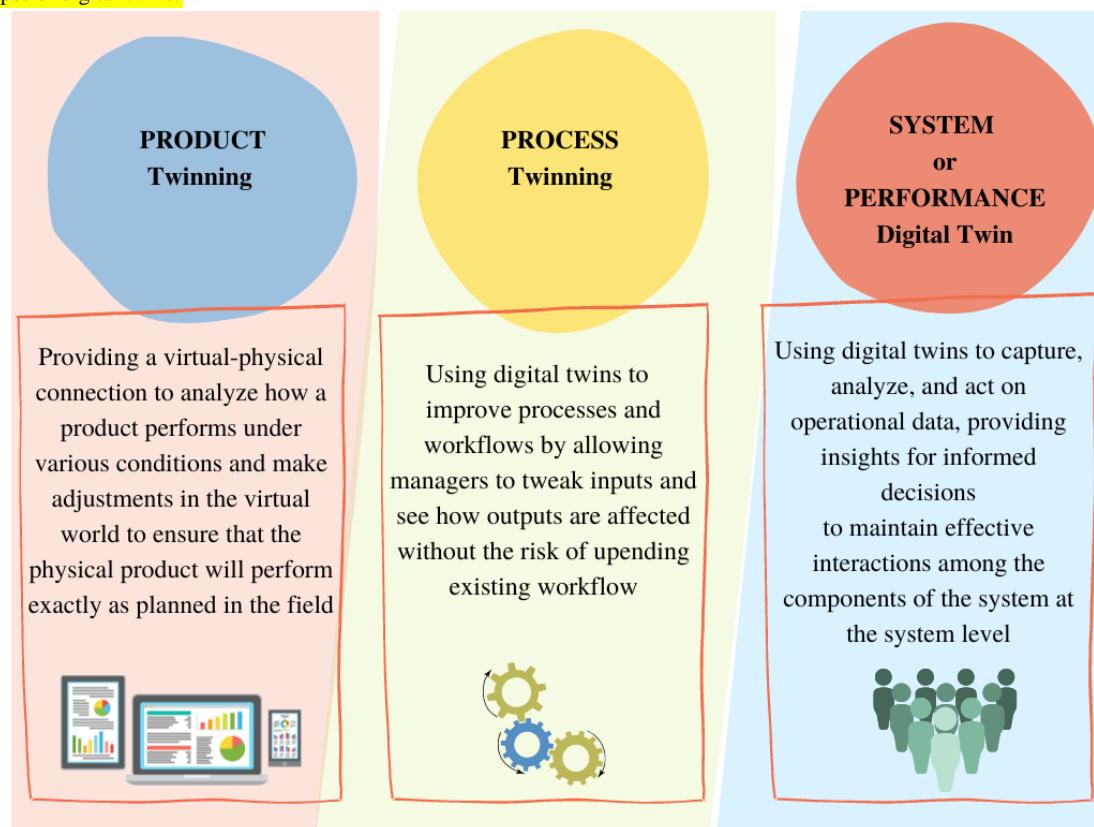 PRODUCT
Twinning
Providing a virtual-physical
connection to analyze how a
product performs under
various conditions and make
adjustments in the virtual
world to ensure that the
physical product will perform
exactly as planned in the field
PROCESS
Twinning
Using digital twins to
improve processes and
workflows by allowing
managers to tweak inputs and
see how outputs are affected
without the risk of upending
existing workflow
SYSTEM
or
PERFORMANCE
Digital Twin
Using digital twins to capture,
analyze, and act on
operational data, providing
insights for informed
decisions
to maintain effective
interactions among the
components of the system at
the system level